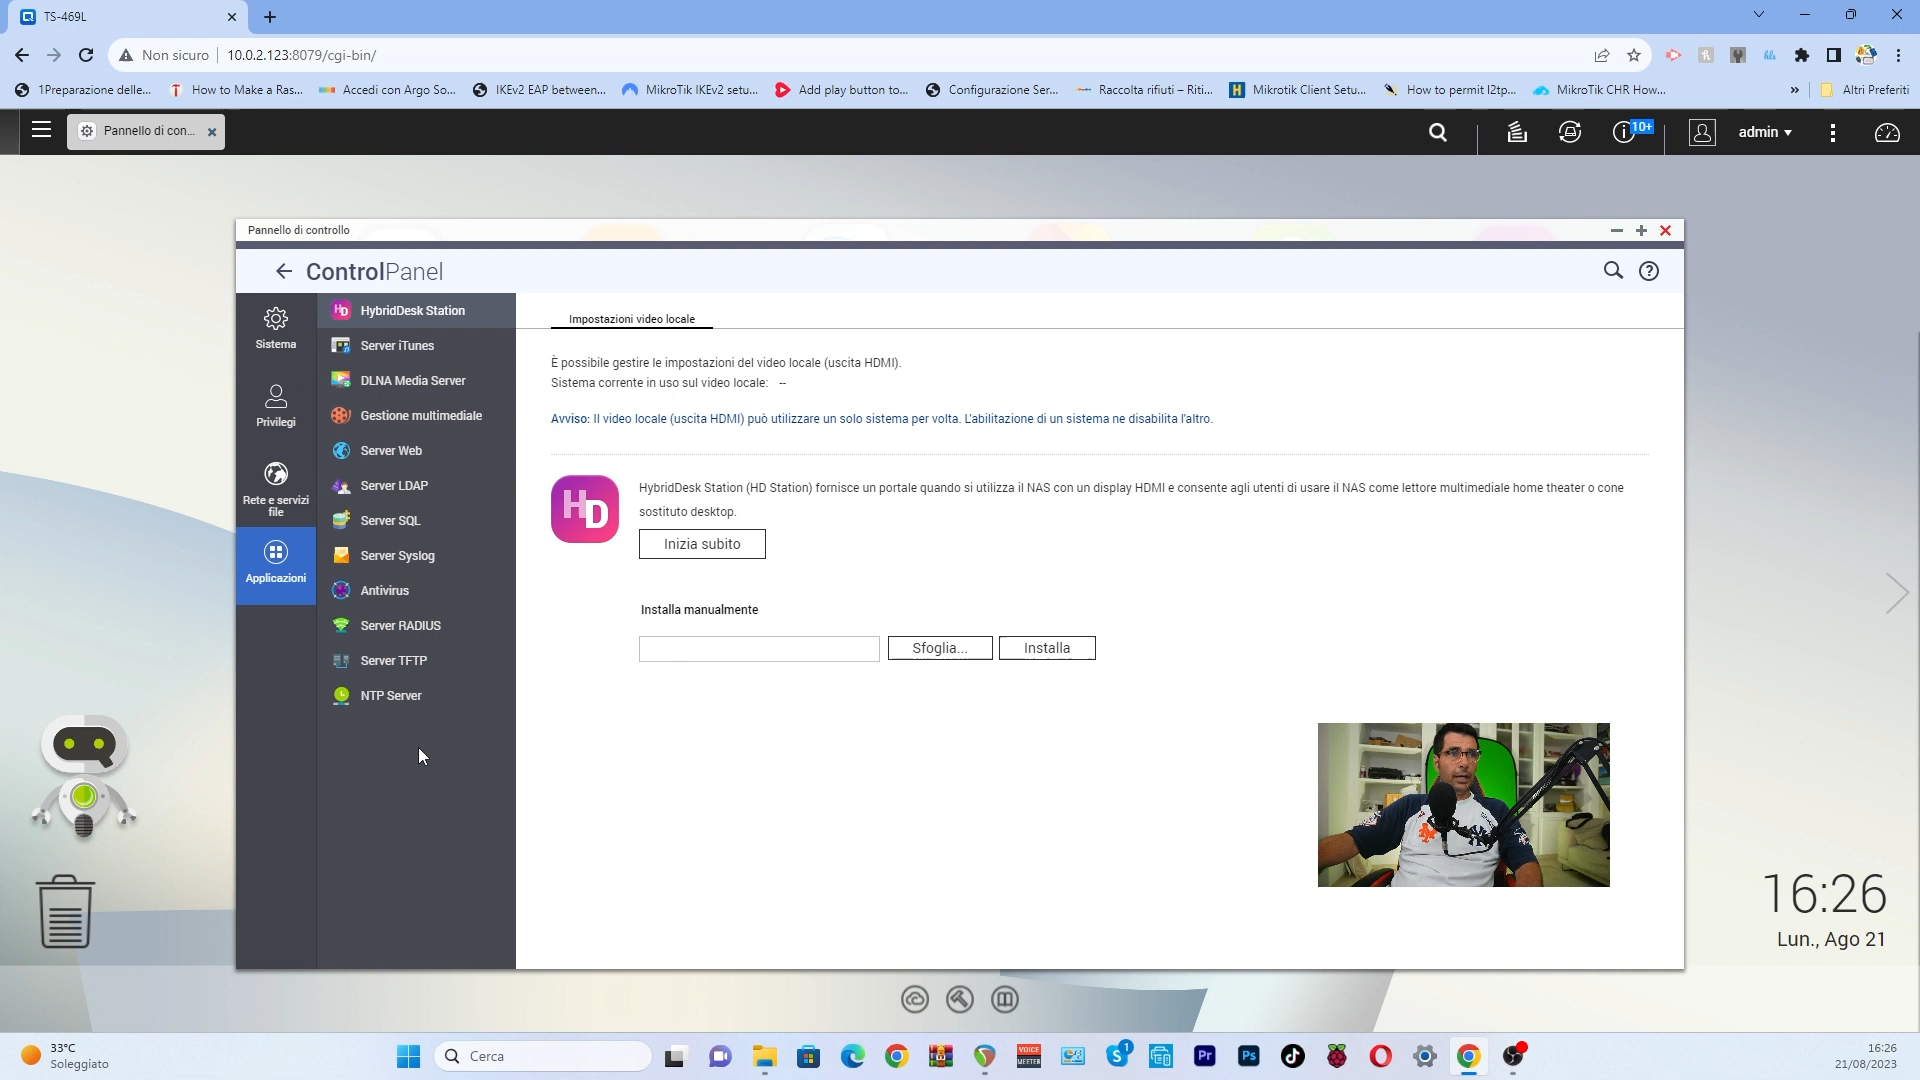 TS-469L
Non sicuro
10.0.2.123:8079/cgi-bin/
1Preparazione delle...
How to Make a Ras...
Accedi con Argo So...
IKEv2 EAP between...
MikroTik IKEv2 setu...
Add play button to...
Configurazione Ser...
Raccolta rifiuti – Riti...
Mikrotik Client Setu...
How to permit l2tp...
MikroTik CHR How...
»
Altri Preferiti
Pannello di con...
10+
admin
Pannello di controllo
ControlPanel
Sistema
Privilegi
Rete e servizi
file
Applicazioni
HybridDesk Station
Server iTunes
DLNA Media Server
Gestione multimediale
Server Web
Server LDAP
Server SQL
Server Syslog
Antivirus
Server RADIUS
Server TFTP
NTP Server
Impostazioni video locale
È possibile gestire le impostazioni del video locale (uscita HDMI).
Sistema corrente in uso sul video locale: --
Avviso: Il video locale (uscita HDMI) può utilizzare un solo sistema per volta. L'abilitazione di un sistema ne disabilita l'altro.
HD
HybridDesk Station (HD Station) fornisce un portale quando si utilizza il NAS con un display HDMI e consente agli utenti di usare il NAS come lettore multimediale home theater o cone
sostituto desktop.
Inizia subito
Installa manualmente
Sfoglia...
Installa
16:26
Lun., Ago 21
33°C
Soleggiato
Cerca
VOICE
MEETER
S
1
Pr
Ps
16:26
21/08/2023